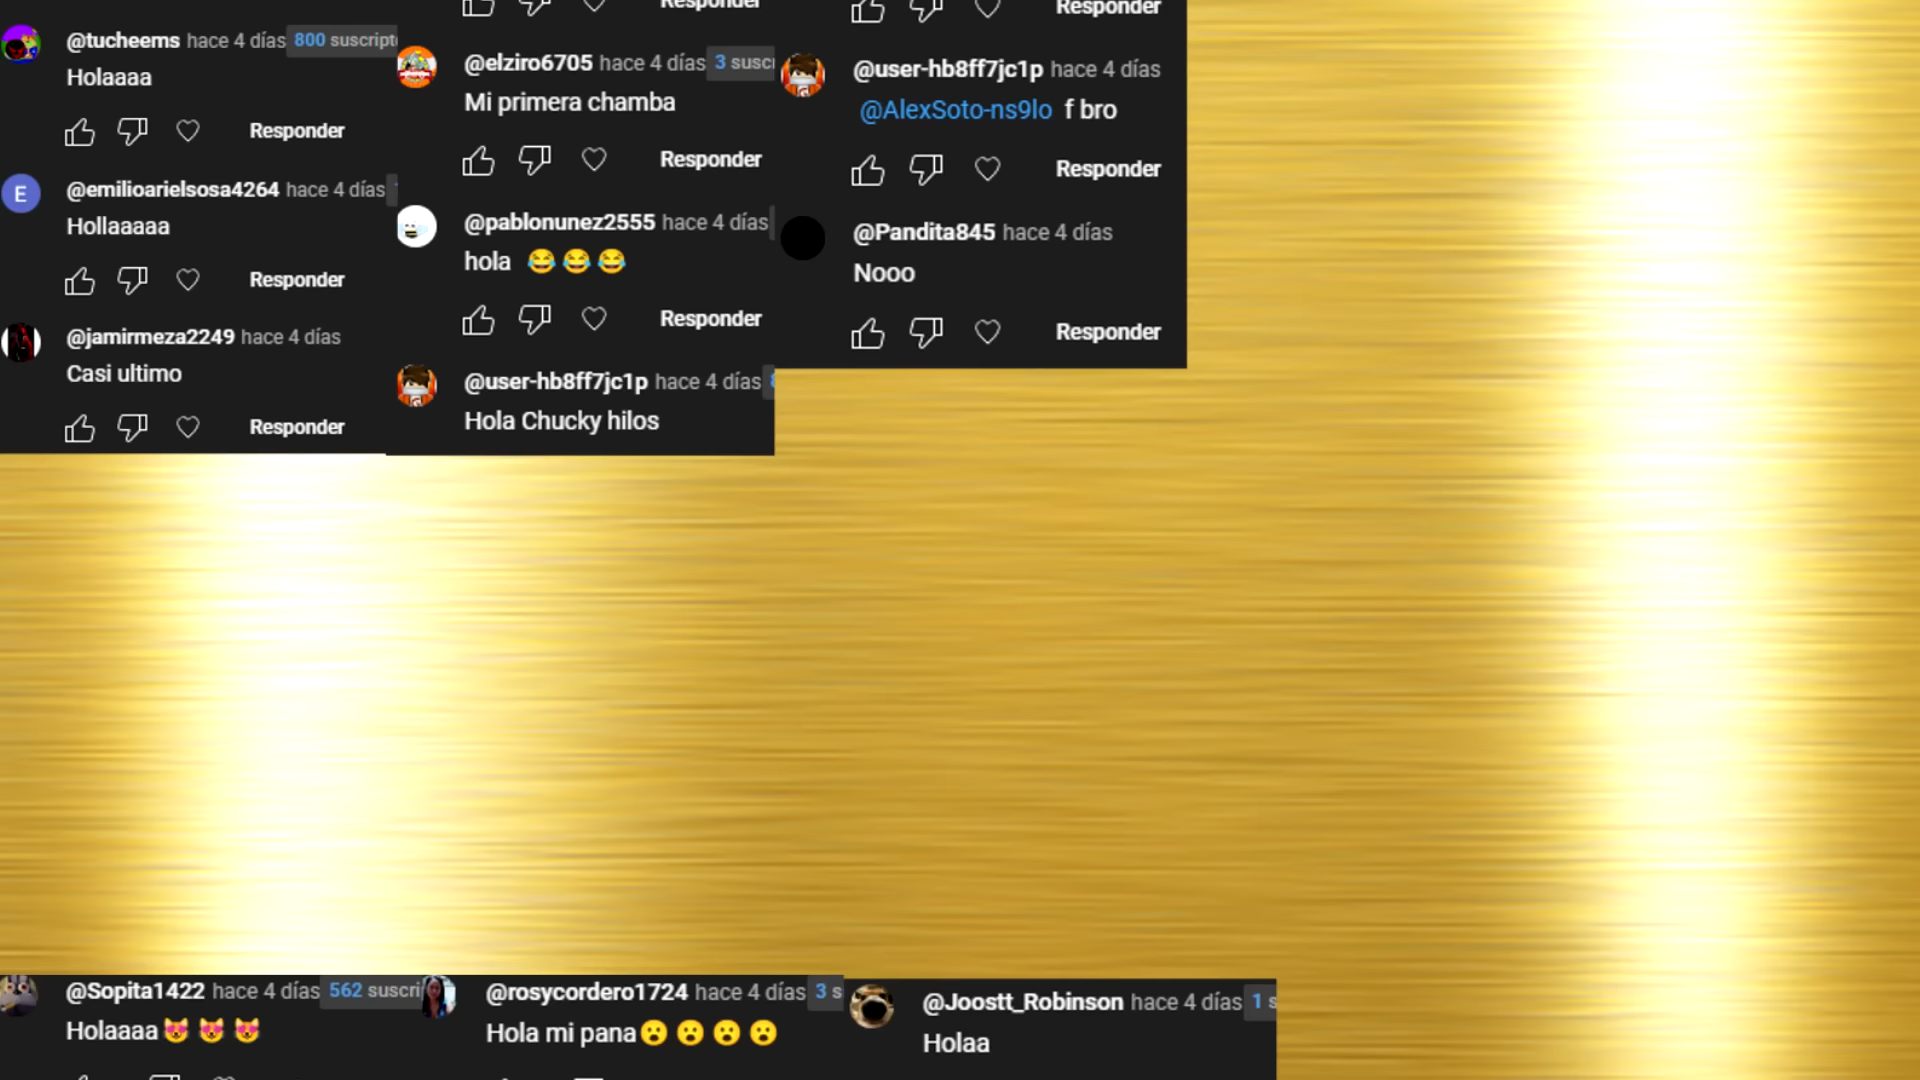 @tucheems hace 4 días 800
Holaaaa
Responder
@emilioarielsosa4264 hace 4 días
Hollaaaaa
Responder
@jamirmeza2249 hace 4 días
Casi ultimo
Responder
Responder
@elziro6705 hace 4 días 3
Mi primera chamba
Responder
@pablonunez2555 hace 4 días
hola 😂😂😂
Responder
@user-hb8ff7jc1p hace 4 días
Hola Chucky hilos
Responder
@user-hb8ff7jc1p hace 4 días
@AlexSoto-ns9lo f bro
Responder
@Pandita845 hace 4 días
Nooo
Responder
@Sopita1422 hace 4 días 562
Holaaaa😻😻😻
@rosycordero1724 hace 4 días 3
Hola mi pana😮😮😮😮
@Joostt_Robinson hace 4 días 1
Holaa